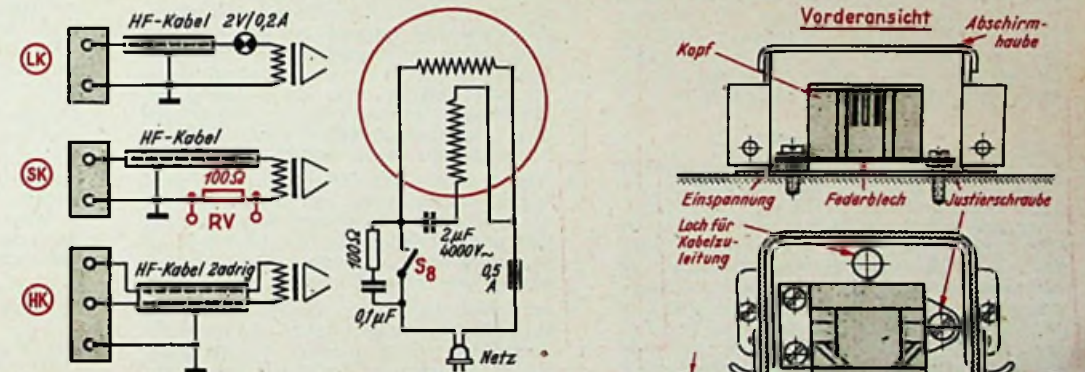 LK
HF-Kabel 2V/0,2A
SK
HF-Kabel
100Ω
RV
HK
HF-Kabel 2adrig
100Ω
0,1µF
S8
2µF
4000V~
0,5
A
Netz
Vorderansicht
Abschirm-
haube
Kopf
Einspannung
Federblech
Justierschraube
Loch für
Kabelzu-
leitung